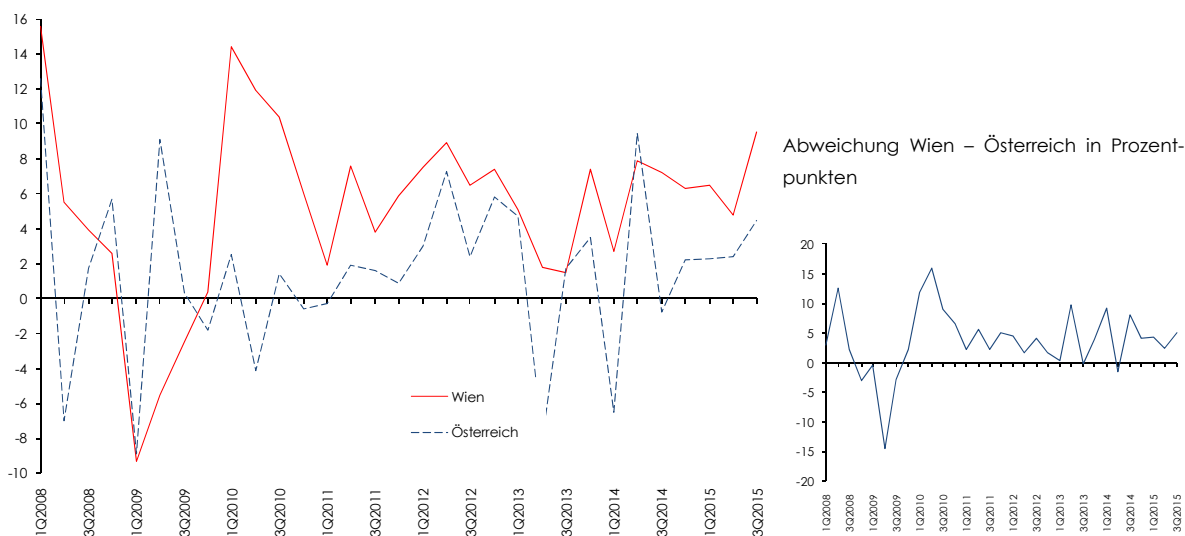 16
14
12
10
8
6
4
2
0
-2
-4
-6
-8
-10
1Q2008
3Q2008
1Q2009
3Q2009
1Q2010
3Q2010
1Q2011
3Q2011
1Q2012
3Q2012
1Q2013
3Q2013
1Q2014
3Q2014
1Q2015
3Q2015
Wien
Österreich
Abweichung Wien – Österreich in Prozent-
punkten
20
15
10
5
0
-5
-10
-15
-20
1Q2008
3Q2008
1Q2009
3Q2009
1Q2010
3Q2010
1Q2011
3Q2011
1Q2012
3Q2012
1Q2013
3Q2013
1Q2014
3Q2014
1Q2015
3Q2015